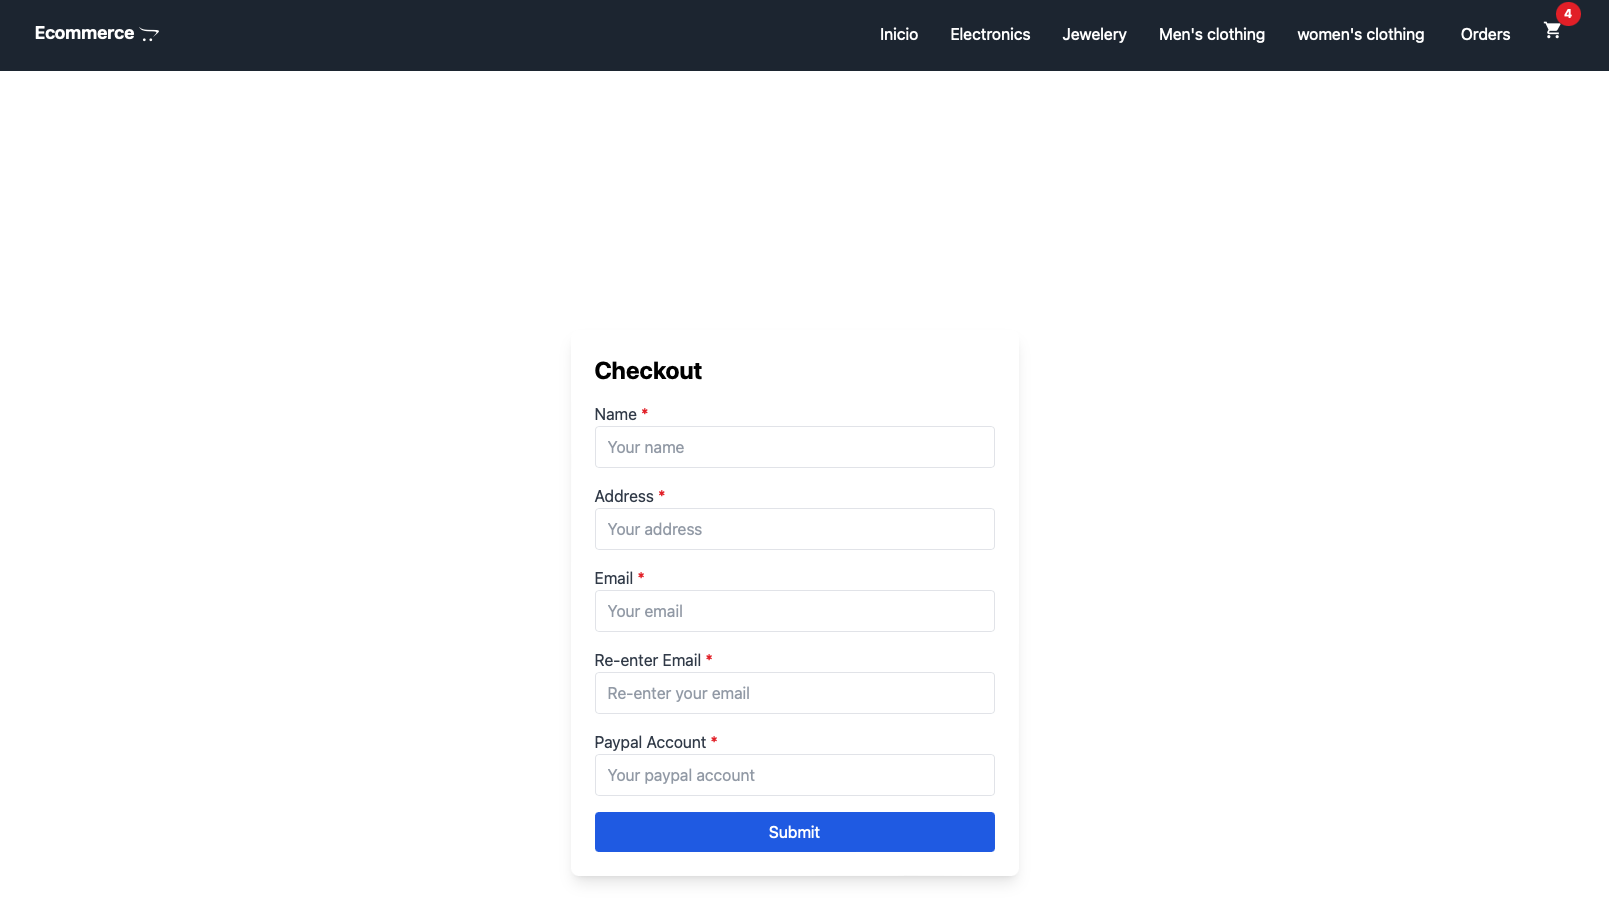 Ecommerce
Inicio Electronics Jewelery Men's clothing women's clothing Orders 4
Checkout
Name *
Your name
Address *
Your address
Email *
Your email
Re-enter Email *
Re-enter your email
Paypal Account *
Your paypal account
Submit